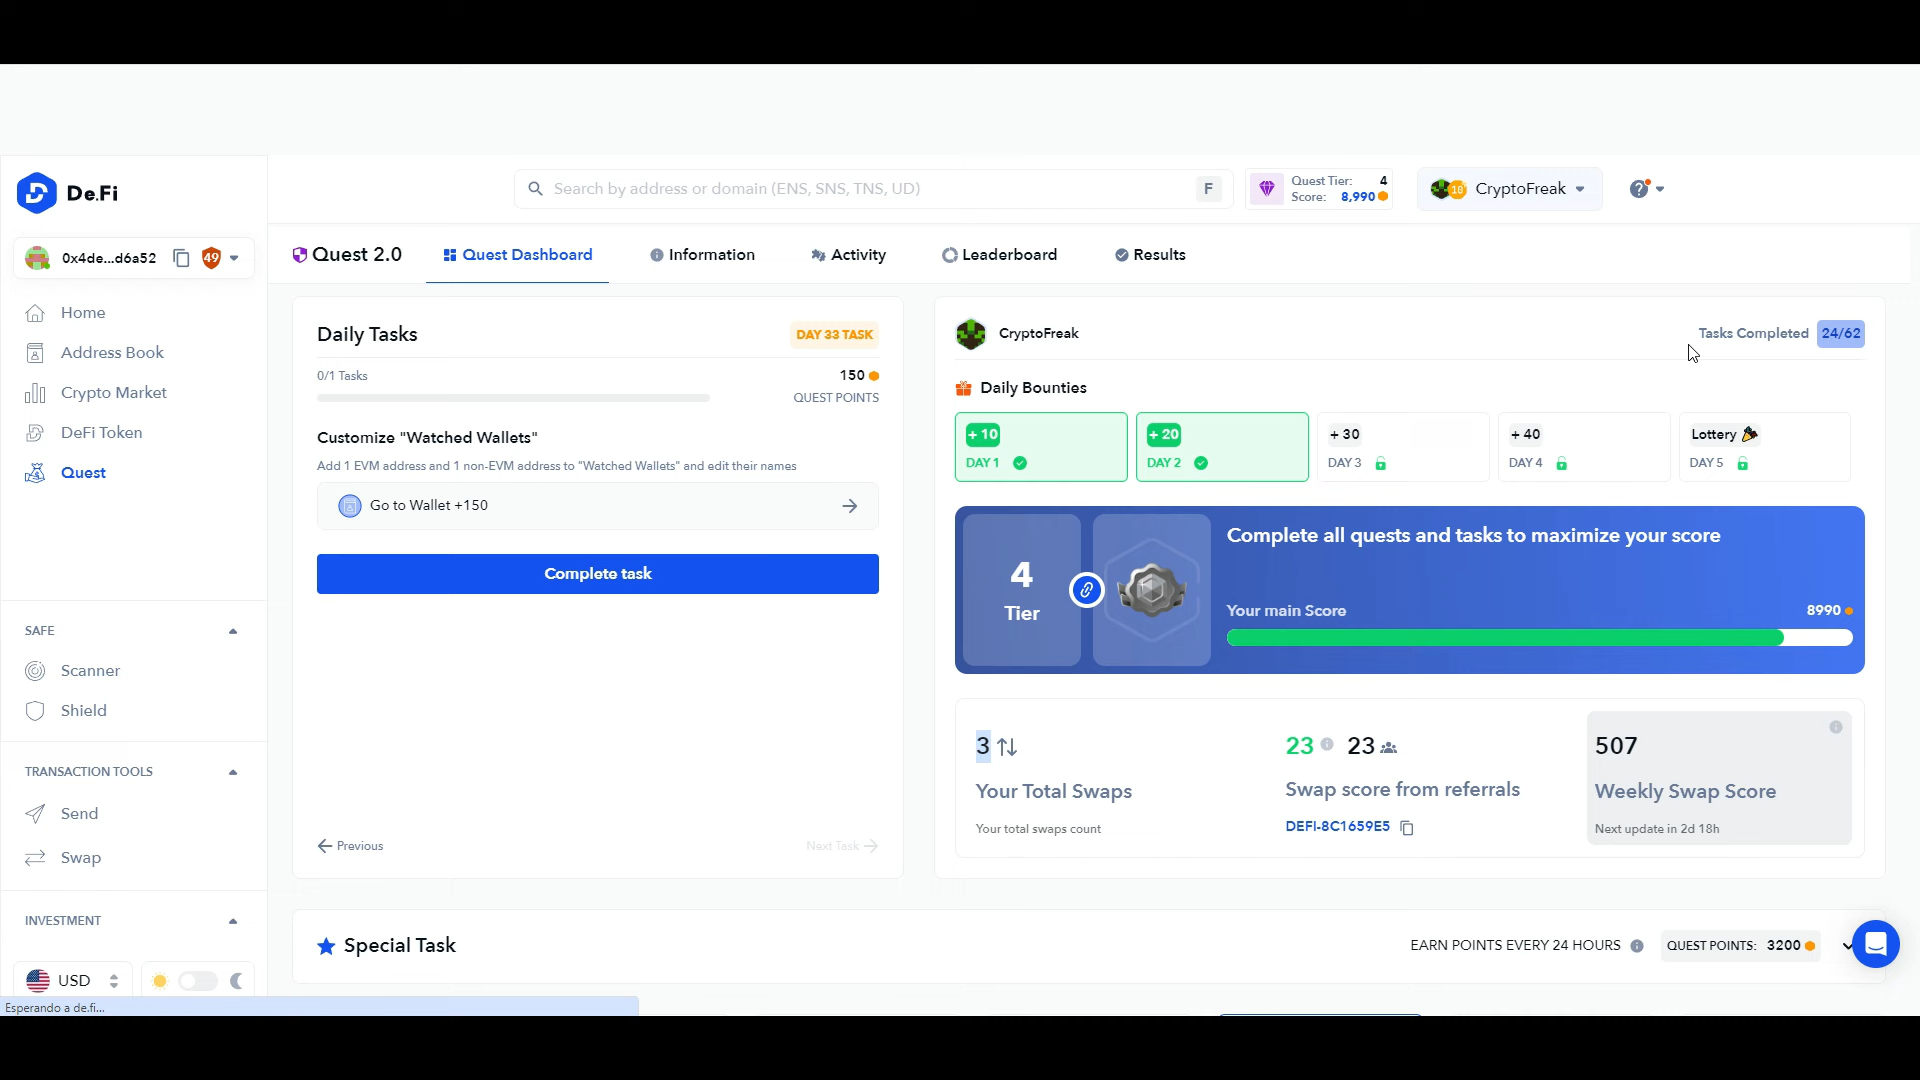 De.Fi
Search by address or domain (ENS, SNS, TNS, UD)
F
Quest Tier: 4
Score: 8,990
10
CryptoFreak
0x4de...d6a52
49
Quest 2.0
Quest Dashboard
Information
Activity
Leaderboard
Results
Home
Address Book
Crypto Market
DeFi Token
Quest
SAFE
Scanner
Shield
TRANSACTION TOOLS
Send
Swap
INVESTMENT
USD
Esperando a de.fi...
Daily Tasks
DAY 33 TASK
0/1 Tasks
150
QUEST POINTS
Customize "Watched Wallets"
Add 1 EVM address and 1 non-EVM address to "Watched Wallets" and edit their names
Go to Wallet +150
Complete task
Previous
Next Task
CryptoFreak
Tasks Completed 24/62
Daily Bounties
+ 10
DAY 1
+ 20
DAY 2
+ 30
DAY 3
+ 40
DAY 4
Lottery
DAY 5
4
Tier
Complete all quests and tasks to maximize your score
Your main Score
8990
3
Your Total Swaps
Your total swaps count
23
23
Swap score from referrals
DEFI-8C1659E5
507
Weekly Swap Score
Next update in 2d 18h
Special Task
EARN POINTS EVERY 24 HOURS
QUEST POINTS: 3200